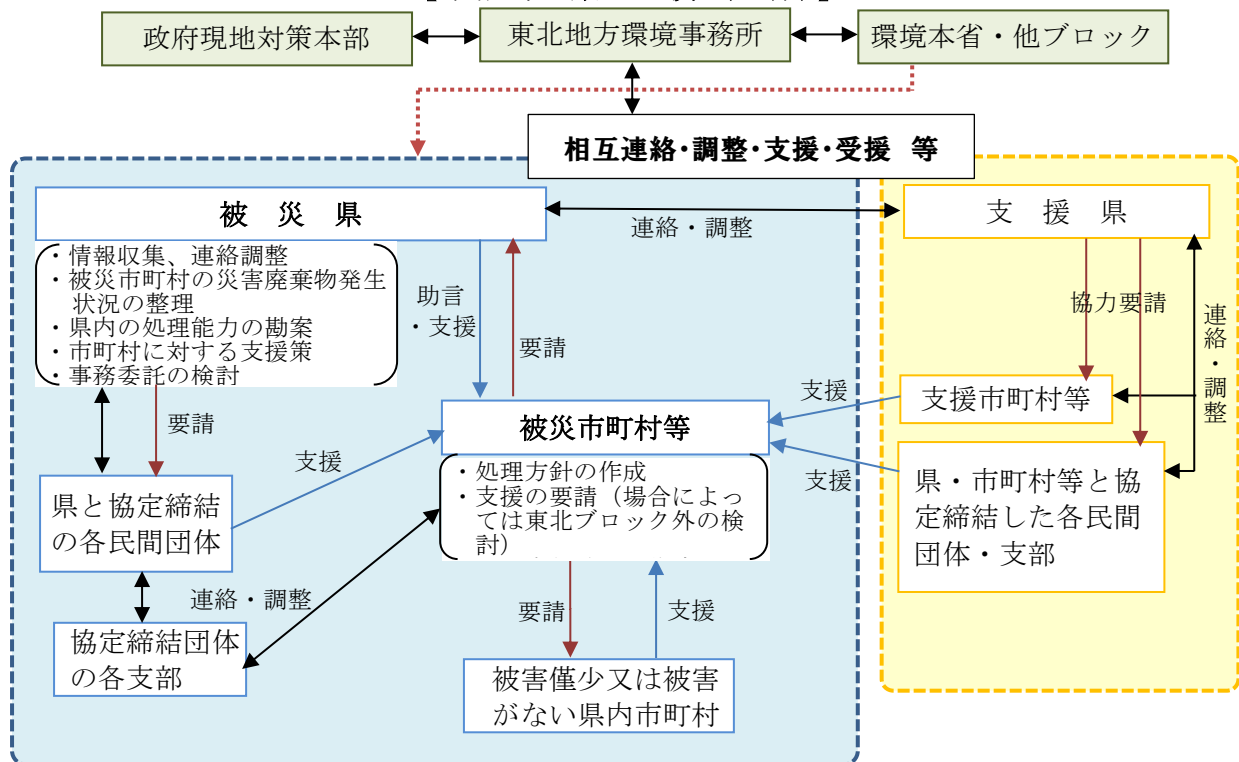 政府現地対策本部
東北地方環境事務所
環境本省・他ブロック
相互連絡・調整・支援・受援 等
被 災 県
・情報収集、連絡調整
・被災市町村の災害廃棄物発生
状況の整理
・県内の処理能力の勘案
・市町村に対する支援策
・事務委託の検討
連絡・調整
支 援 県
助言
・支援
要請
協力要請
連絡・調整
要請
支援
被災市町村等
・処理方針の作成
・支援の要請（場合によっ
ては東北ブロック外の検
討）
支援
支援市町村等
支援
県・市町村等と協
定締結した各民間
団体・支部
県と協定締結
の各民間団体
連絡・調整
協定締結団体
の各支部
要請
支援
被害僅少又は被害
がない県内市町村